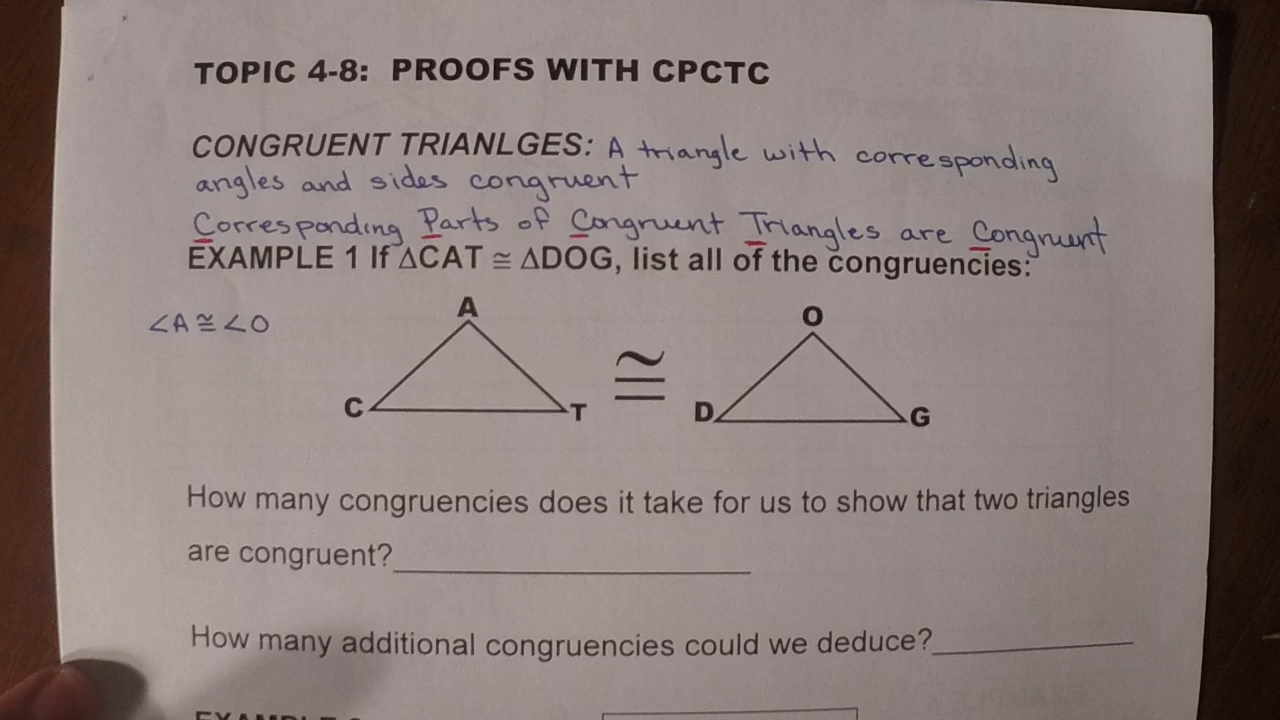 TOPIC 4-8: PROOFS WITH CPCTC
CONGRUENT TRIANLGES: A triangle with corresponding
angles and sides congruent
Corresponding Parts of Congruent Triangles are Congruent
EXAMPLE 1 If ΔCAT ≅ ΔDOG, list all of the congruencies:
∠A ≅ ∠O
A
O
≅
C
T
D
G
How many congruencies does it take for us to show that two triangles
are congruent?
How many additional congruencies could we deduce?